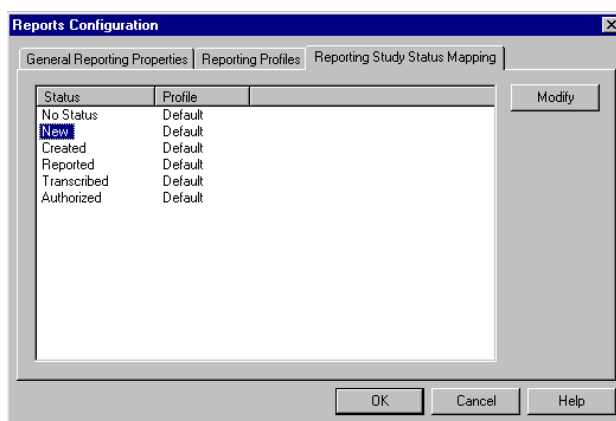 Reports Configuration
General Reporting Properties Reporting Profiles Reporting Study Status Mapping
Status Profile
Modify
No Status Default
New Default
Created Default
Reported Default
Transcribed Default
Authorized Default
OK Cancel Help